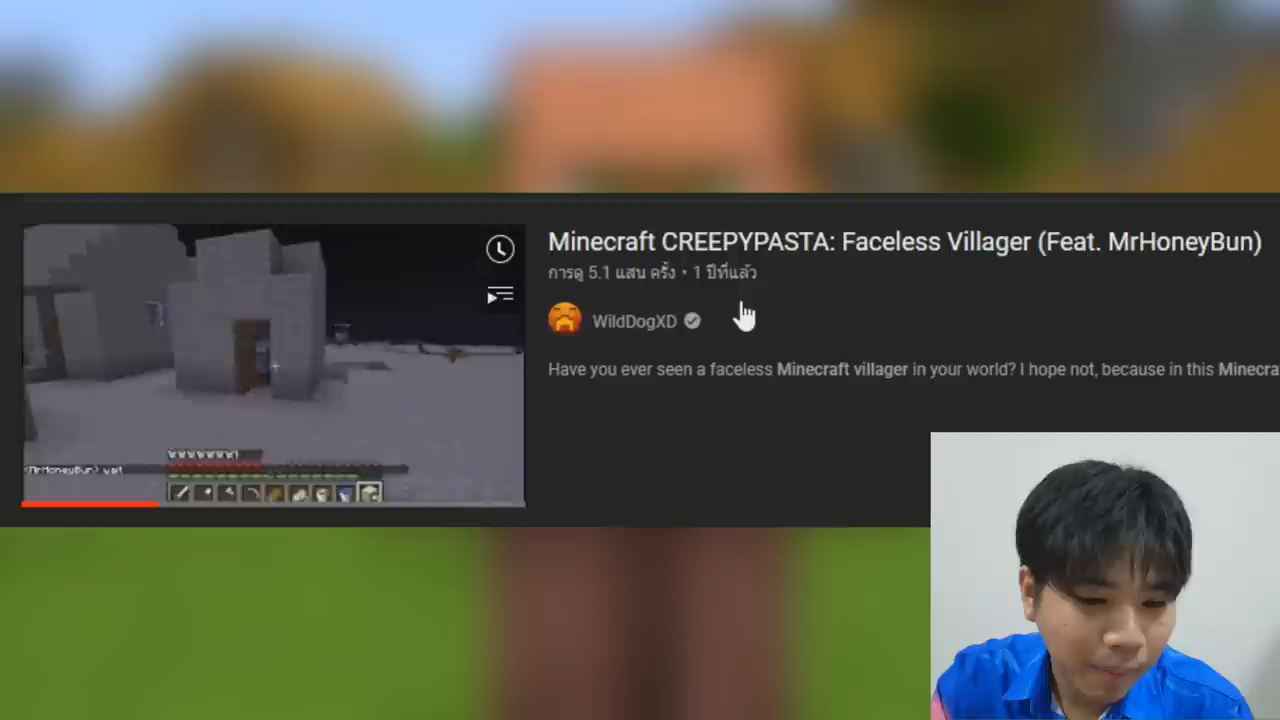 Minecraft CREEPYPASTA: Faceless Villager (Feat. MrHoneyBun)
การดู 5.1 แสน ครั้ง • 1 ปีที่แล้ว
WildDogXD
Have you ever seen a faceless Minecraft villager in your world? I hope not, because in this Minecra
<MrHoneyBun> wait